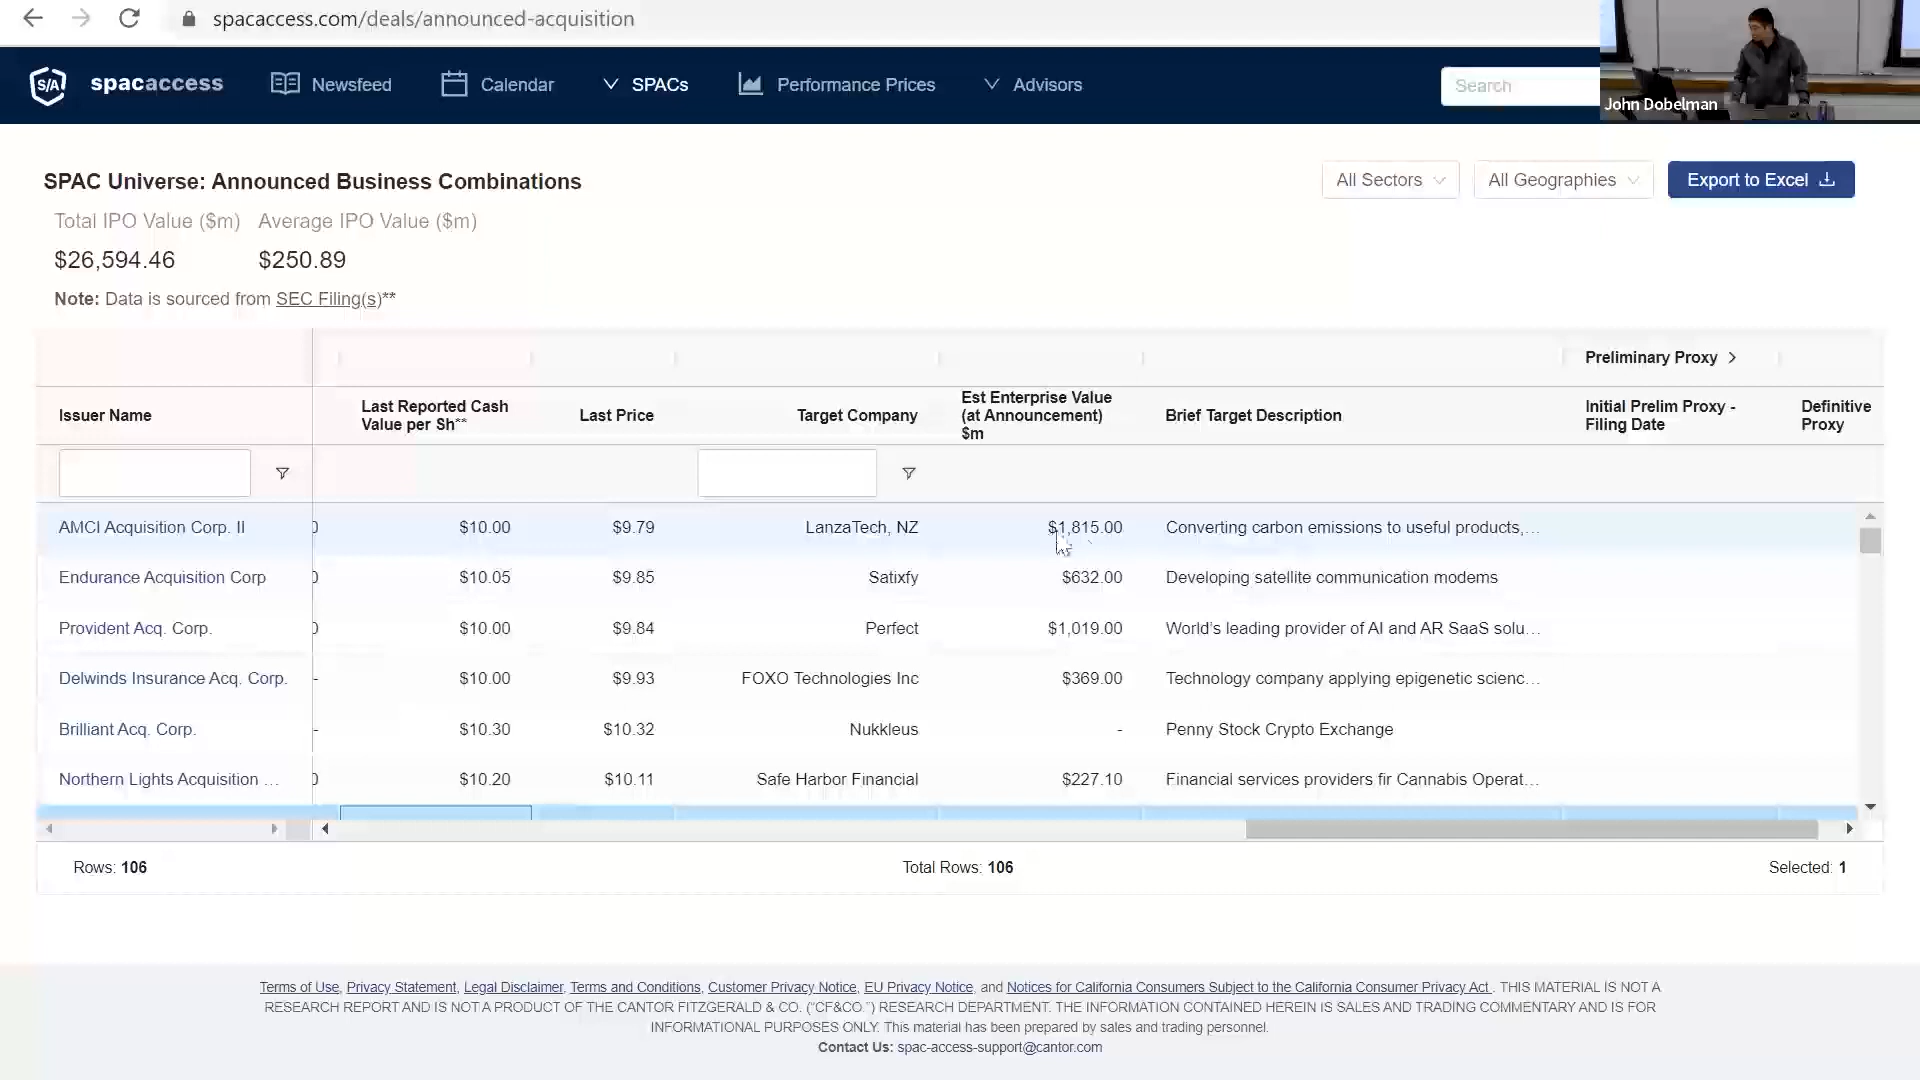 spacaccess.com/deals/announced-acquisition
S/A spacaccess Newsfeed Calendar SPACs Performance Prices Advisors Search
John Dobelman
SPAC Universe: Announced Business Combinations
All Sectors All Geographies Export to Excel
Total IPO Value ($m) Average IPO Value ($m)
$26,594.46 $250.89
Note: Data is sourced from SEC Filing(s)**
Preliminary Proxy >
Issuer Name Last Reported Cash Value per Sh** Last Price Target Company Est Enterprise Value (at Announcement) $m Brief Target Description Initial Prelim Proxy - Filing Date Definitive Proxy
AMCI Acquisition Corp. II 0 $10.00 $9.79 LanzaTech, NZ $1,815.00 Converting carbon emissions to useful products,...
Endurance Acquisition Corp 0 $10.05 $9.85 Satixfy $632.00 Developing satellite communication modems
Provident Acq. Corp. 0 $10.00 $9.84 Perfect $1,019.00 World's leading provider of AI and AR SaaS solu...
Delwinds Insurance Acq. Corp. - $10.00 $9.93 FOXO Technologies Inc $369.00 Technology company applying epigenetic scienc...
Brilliant Acq. Corp. - $10.30 $10.32 Nukkleus - Penny Stock Crypto Exchange
Northern Lights Acquisition ... 0 $10.20 $10.11 Safe Harbor Financial $227.10 Financial services providers fir Cannabis Operat...
Rows: 106 Total Rows: 106 Selected: 1
Terms of Use, Privacy Statement, Legal Disclaimer, Terms and Conditions, Customer Privacy Notice, EU Privacy Notice, and Notices for California Consumers Subject to the California Consumer Privacy Act . THIS MATERIAL IS NOT A
RESEARCH REPORT AND IS NOT A PRODUCT OF THE CANTOR FITZGERALD & CO. ("CF&CO.") RESEARCH DEPARTMENT. THE INFORMATION CONTAINED HEREIN IS SALES AND TRADING COMMENTARY AND IS FOR
INFORMATIONAL PURPOSES ONLY. This material has been prepared by sales and trading personnel.
Contact Us: spac-access-support@cantor.com